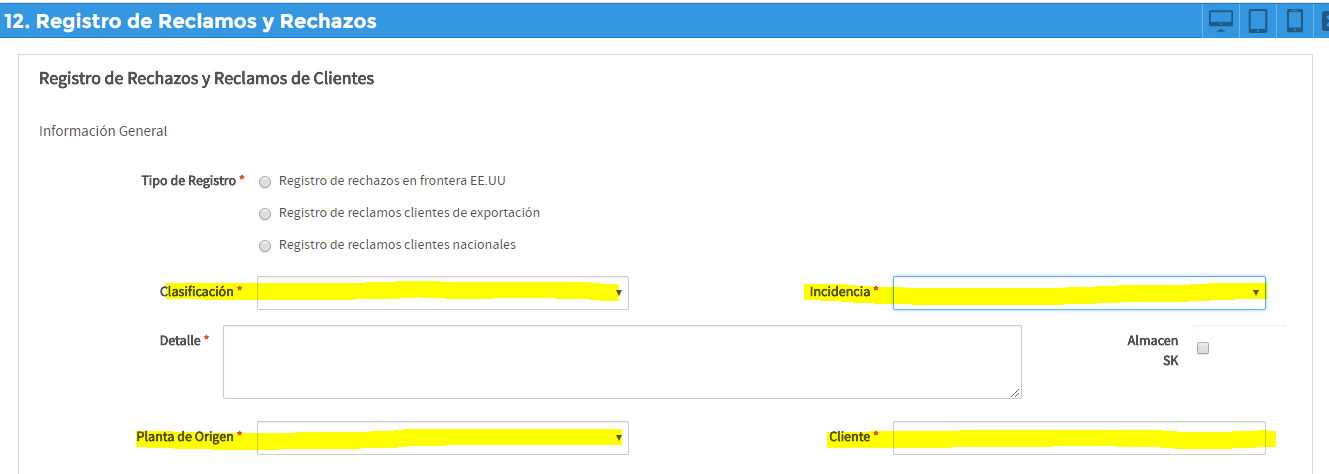 12. Registro de Reclamos y Rechazos
Registro de Rechazos y Reclamos de Clientes
Información General
Tipo de Registro *
Registro de rechazos en frontera EE.UU
Registro de reclamos clientes de exportación
Registro de reclamos clientes nacionales
Clasificación * Incidencia *
Detalle * Almacen
SK
Planta de Origen * Cliente *